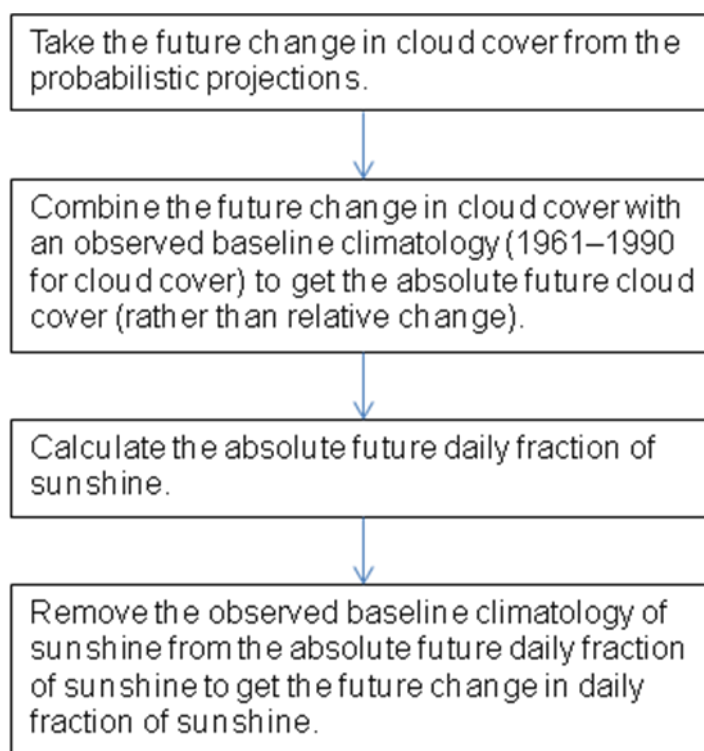 Take the future change in cloud cover from the
probabilistic projections.
Combine the future change in cloud cover with
an observed baseline climatology (1961–1990
for cloud cover) to get the absolute future cloud
cover (rather than relative change).
Calculate the absolute future daily fraction of
sunshine.
Remove the observed baseline climatology of
sunshine from the absolute future daily fraction
of sunshine to get the future change in daily
fraction of sunshine.